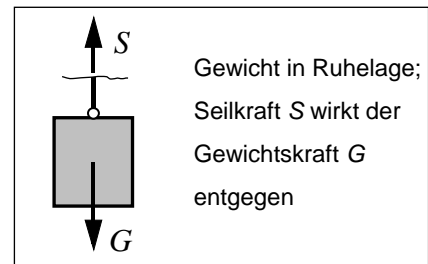 S
Gewicht in Ruhelage;
Seilkraft S wirkt der
Gewichtskraft G
entgegen
G